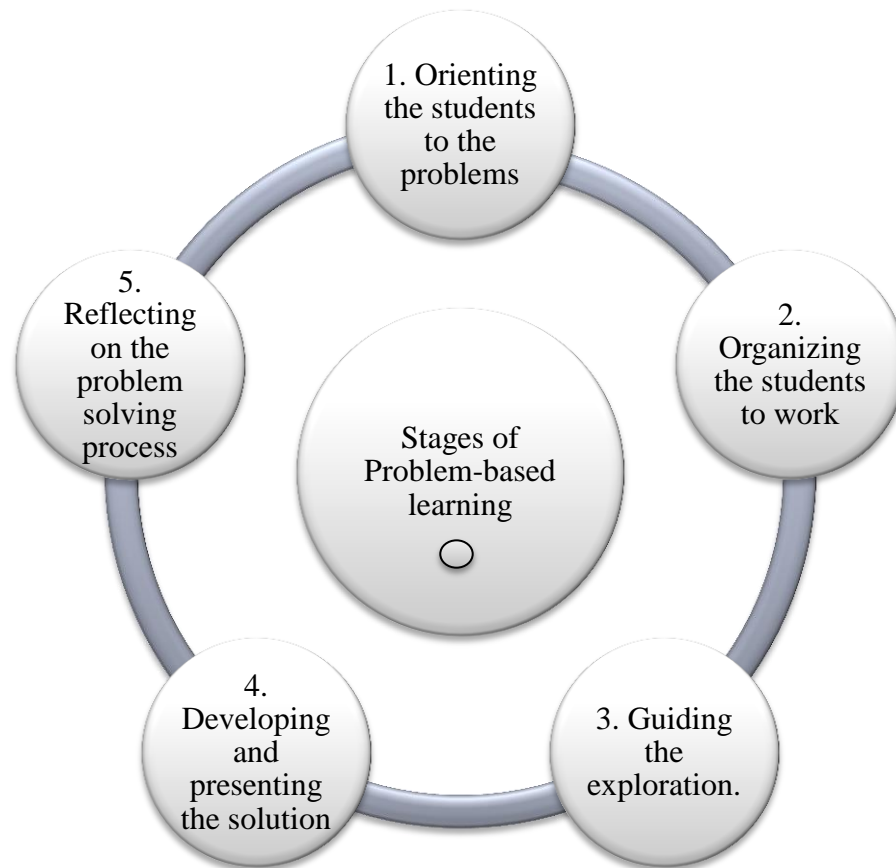 1. Orienting
the students
to the
problems
2.
Organizing
the students
to work
3. Guiding
the
exploration.
4.
Developing
and
presenting
the solution
5.
Reflecting
on the
problem
solving
process
Stages of
Problem-based
learning